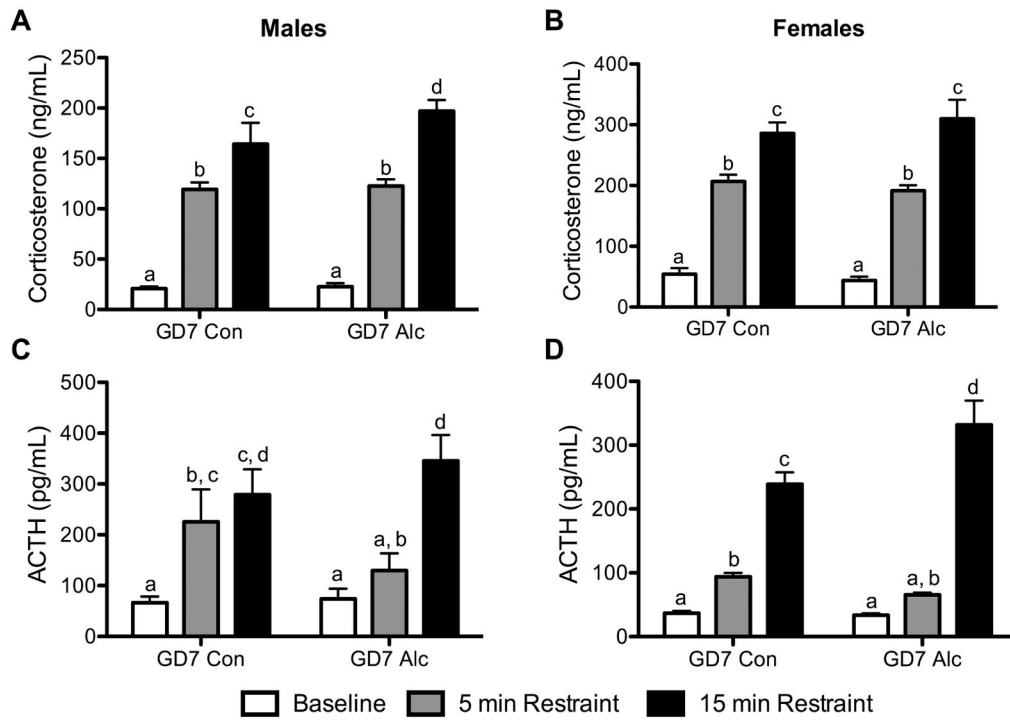 A
Males
Corticosterone (ng/mL)
250
200
150
100
50
0
a
b
c
a
b
d
GD7 Con
GD7 Alc
B
Females
Corticosterone (ng/mL)
400
300
200
100
0
a
b
c
a
b
c
GD7 Con
GD7 Alc
C
ACTH (pg/mL)
500
400
300
200
100
0
a
b, c
c, d
a
a, b
d
GD7 Con
GD7 Alc
D
ACTH (pg/mL)
400
300
200
100
0
a
b
c
a
a, b
d
GD7 Con
GD7 Alc
Baseline
5 min Restraint
15 min Restraint